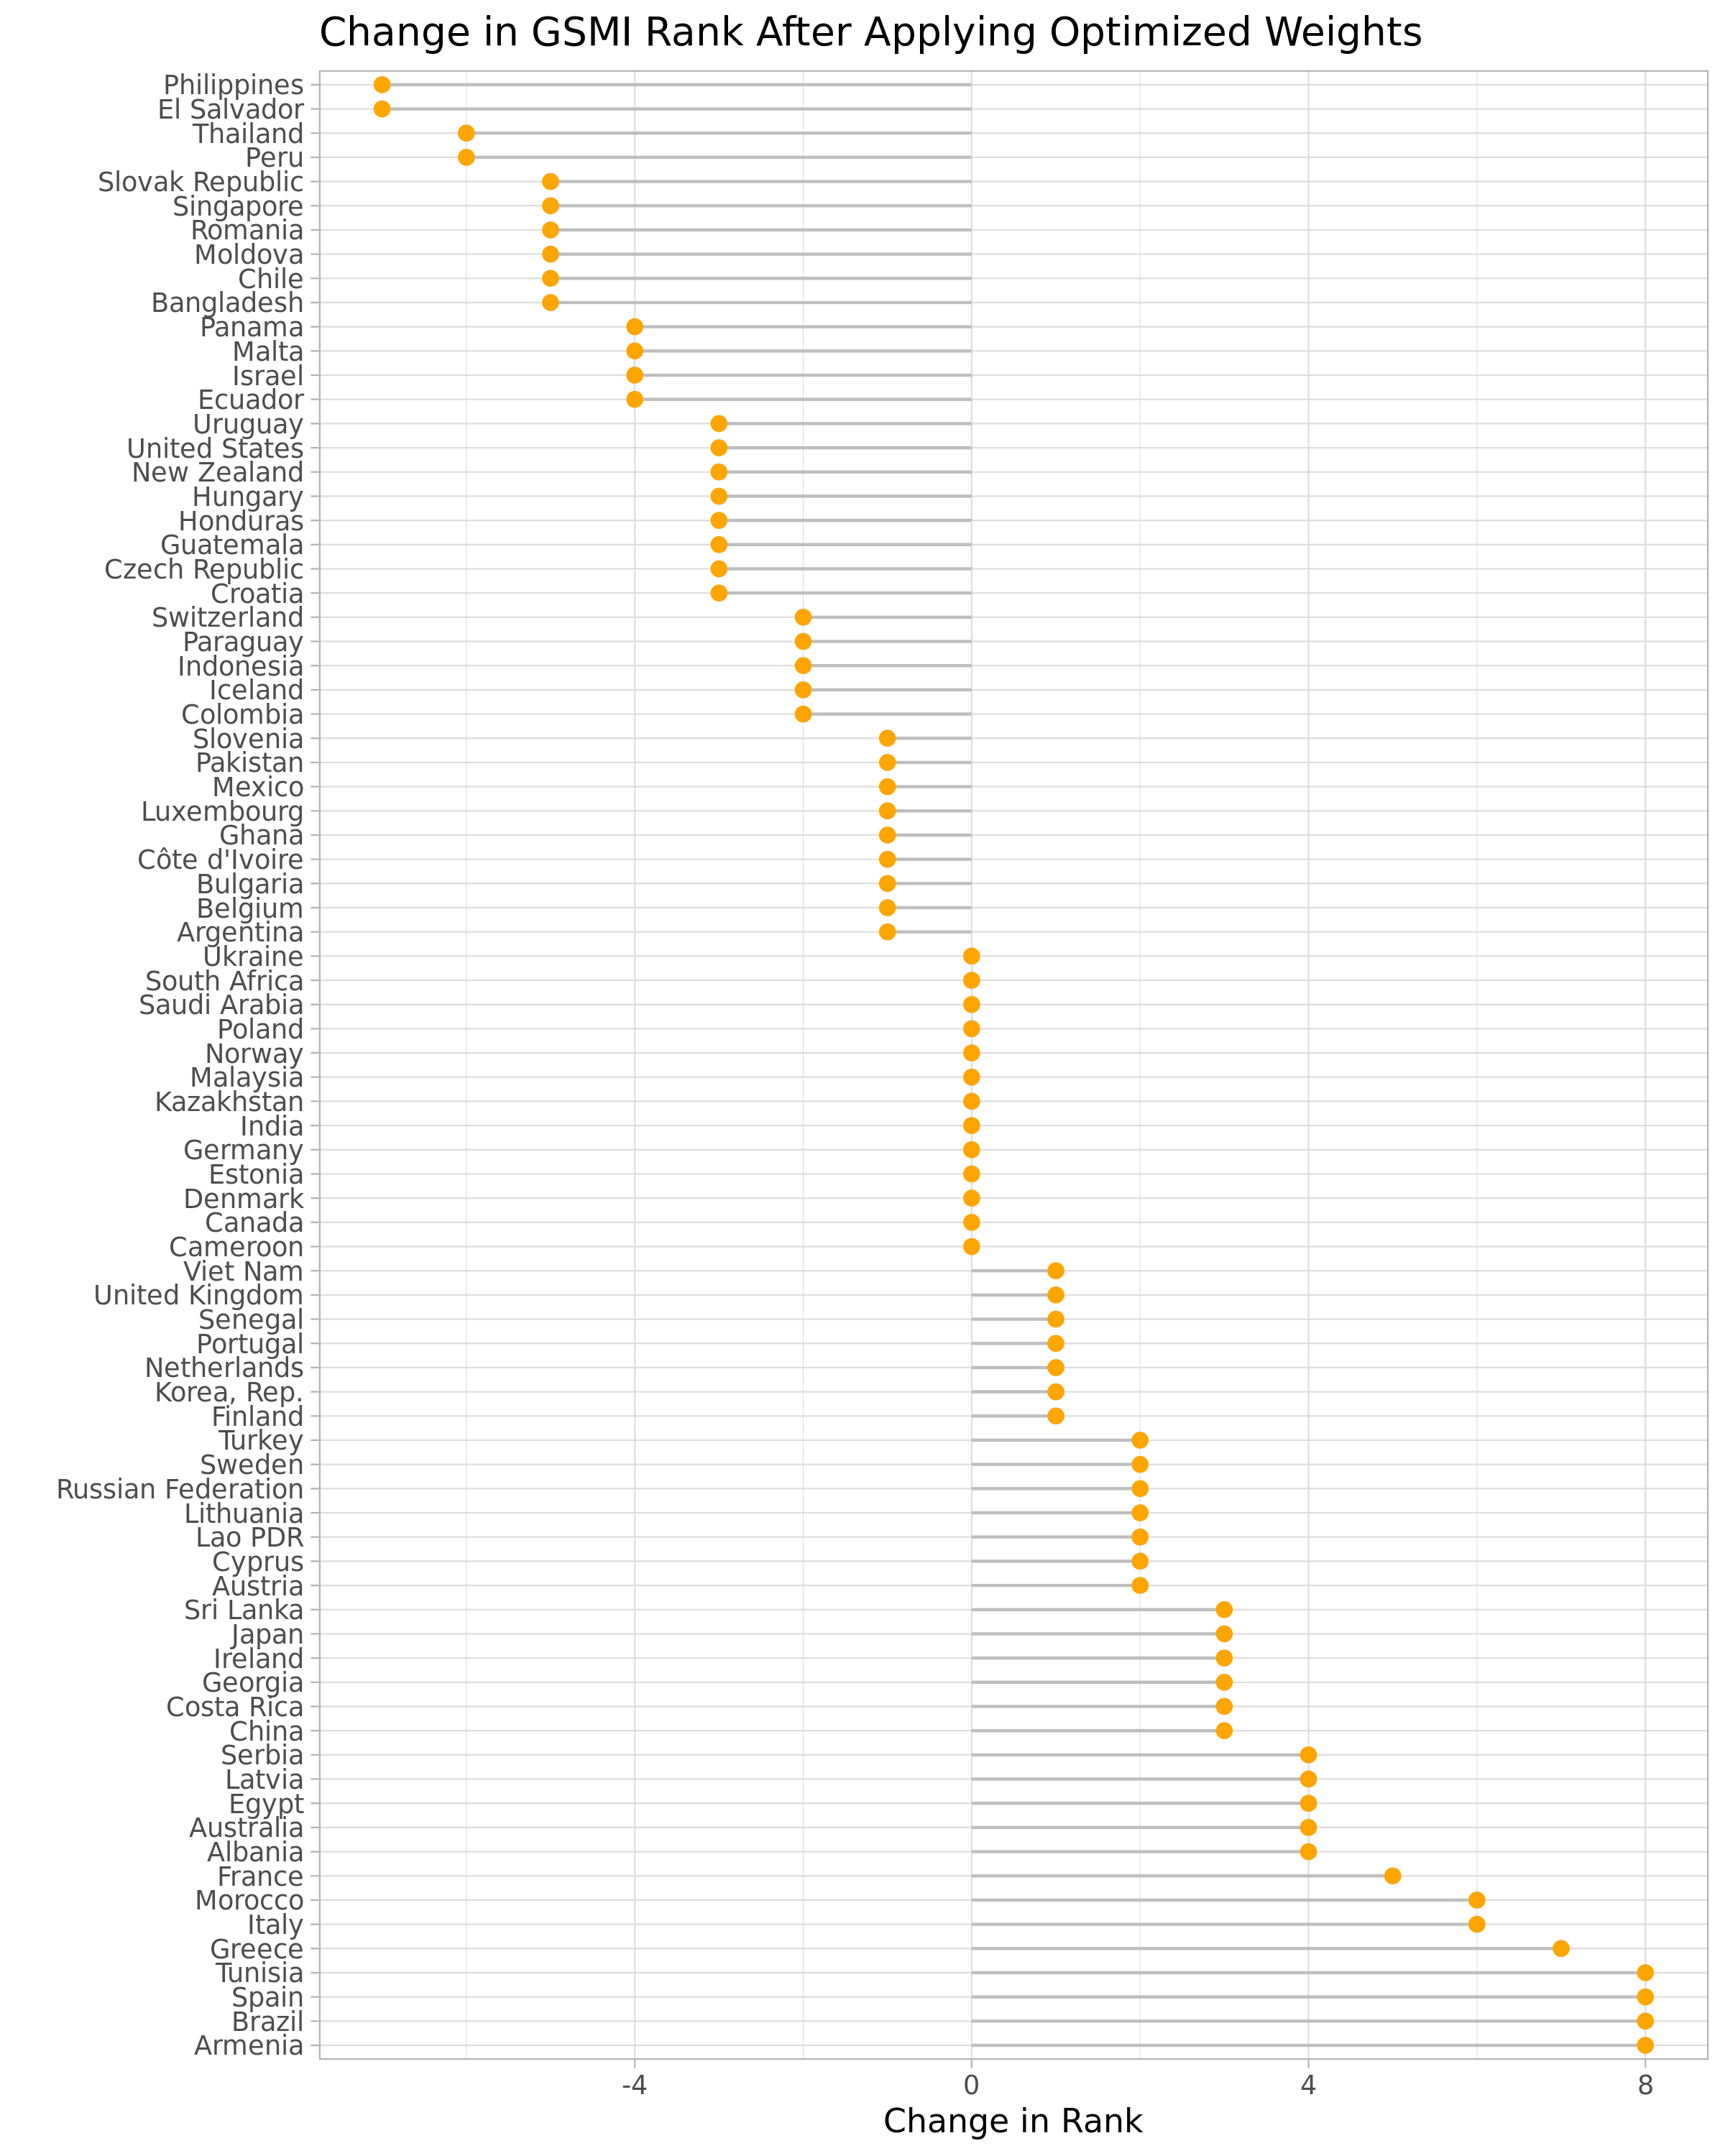 Change in GSMI Rank After Applying Optimized Weights
Philippines
El Salvador
Thailand
Peru
Slovak Republic
Singapore
Romania
Moldova
Chile
Bangladesh
Panama
Malta
Israel
Ecuador
Uruguay
United States
New Zealand
Hungary
Honduras
Guatemala
Czech Republic
Croatia
Switzerland
Paraguay
Indonesia
Iceland
Colombia
Slovenia
Pakistan
Mexico
Luxembourg
Ghana
Côte d'Ivoire
Bulgaria
Belgium
Argentina
Ukraine
South Africa
Saudi Arabia
Poland
Norway
Malaysia
Kazakhstan
India
Germany
Estonia
Denmark
Canada
Cameroon
Viet Nam
United Kingdom
Senegal
Portugal
Netherlands
Korea, Rep.
Finland
Turkey
Sweden
Russian Federation
Lithuania
Lao PDR
Cyprus
Austria
Sri Lanka
Japan
Ireland
Georgia
Costa Rica
China
Serbia
Latvia
Egypt
Australia
Albania
France
Morocco
Italy
Greece
Tunisia
Spain
Brazil
Armenia
-4 0 4 8
Change in Rank